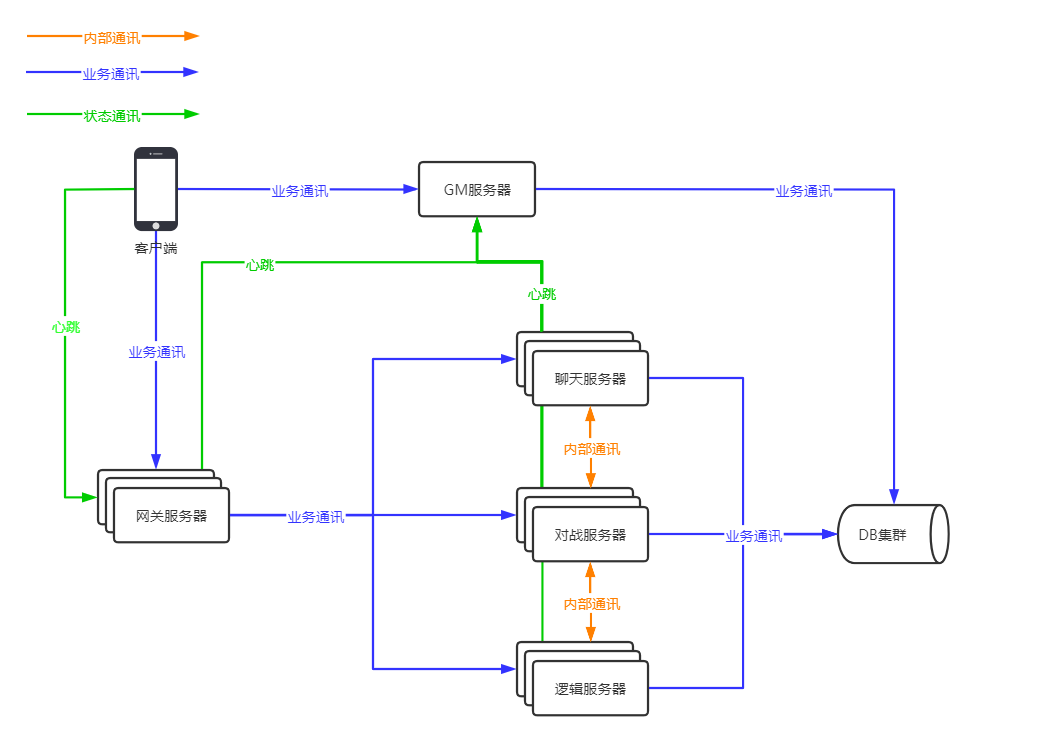 内部通讯
业务通讯
状态通讯
业务通讯
GM服务器
业务通讯
客户端
心跳
心跳
心跳
业务通讯
聊天服务器
内部通讯
网关服务器
业务通讯
对战服务器
业务通讯
DB集群
内部通讯
逻辑服务器